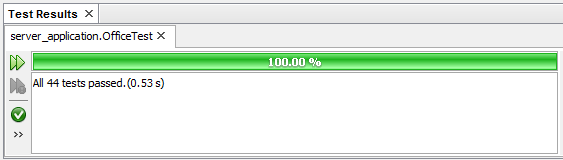 Test Results
server_application.OfficeTest
100.00 %
All 44 tests passed.(0.53 s)